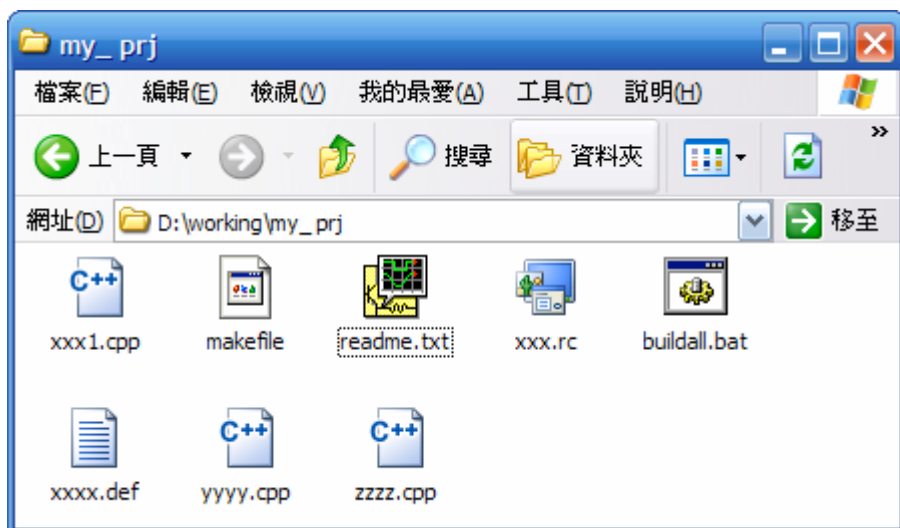 my_ prj
檔案(F) 編輯(E) 檢視(V) 我的最愛(A) 工具(T) 說明(H)
上一頁 搜尋 資料夾 »
網址(D) D:\working\my_ prj 移至
C++
xxx1.cpp makefile readme.txt xxx.rc buildall.bat
C++ C++
xxxx.def yyyy.cpp zzzz.cpp